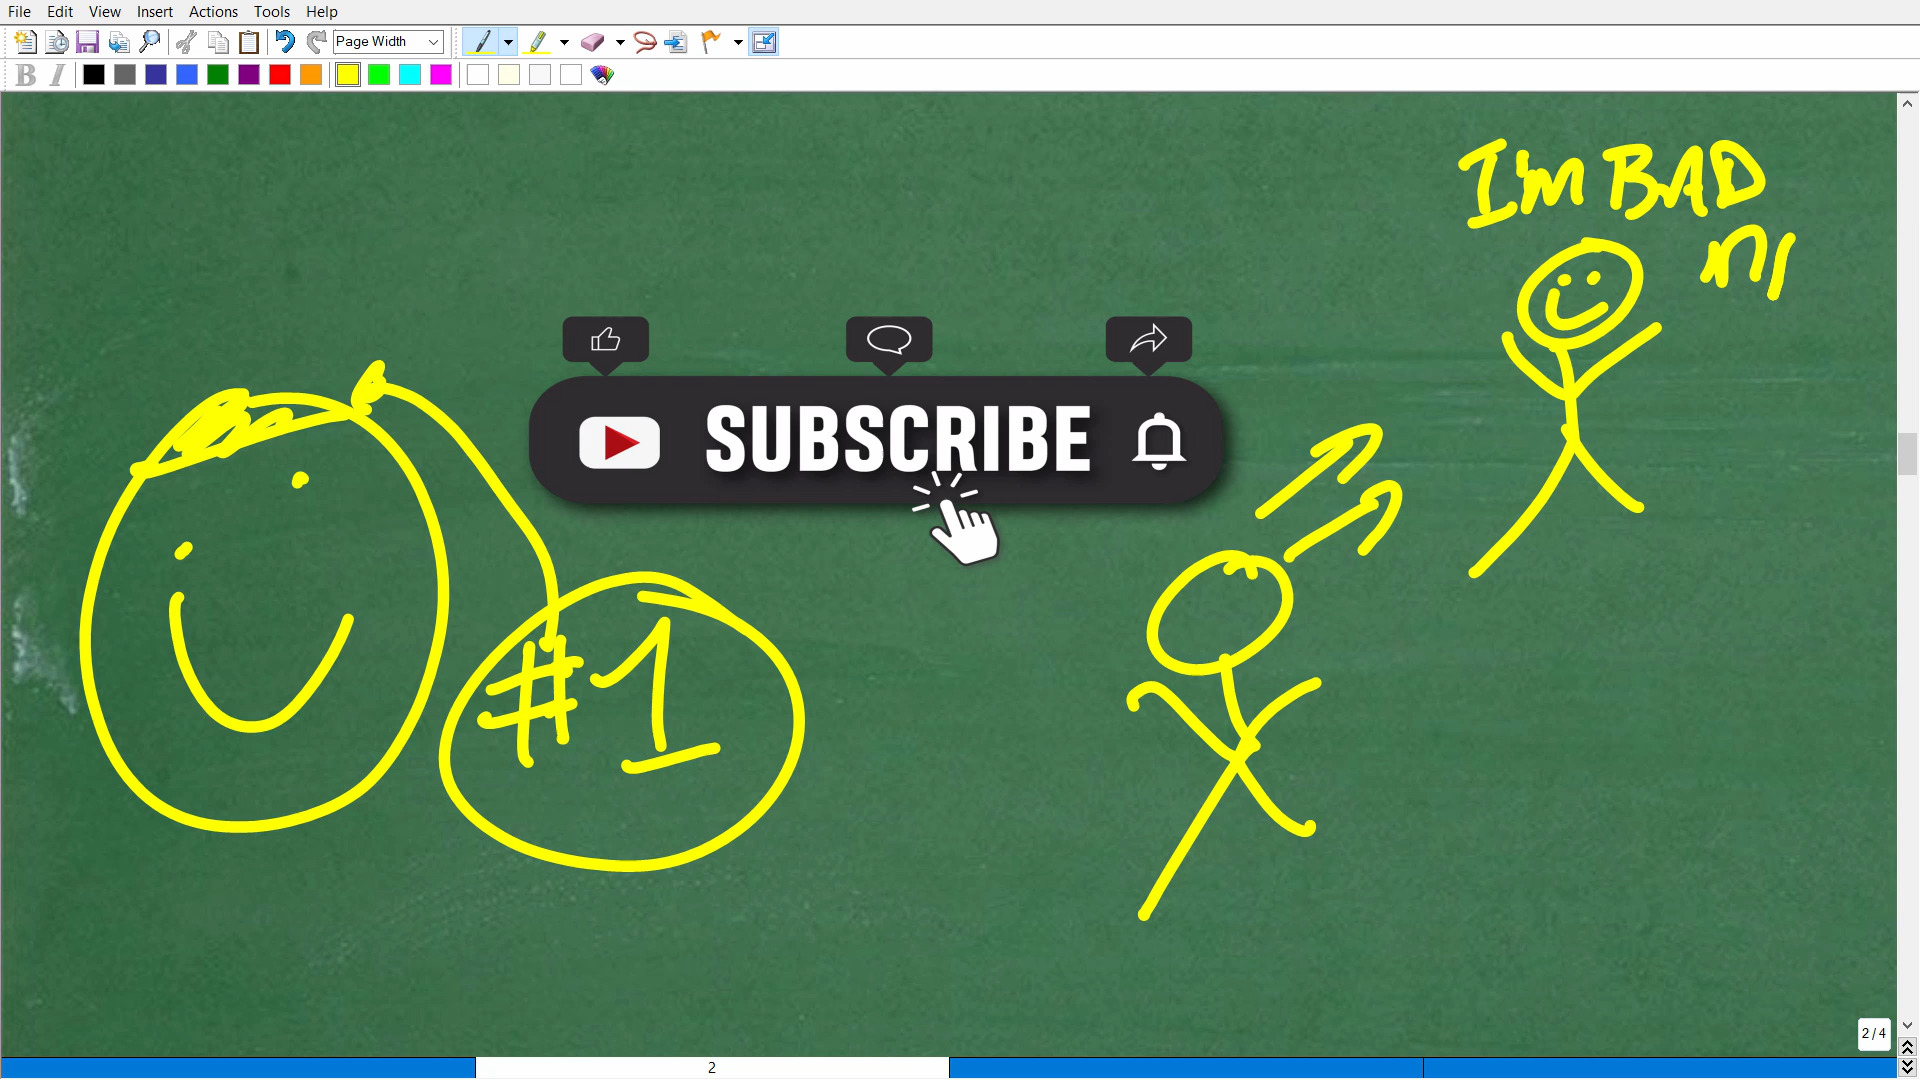 File Edit View Insert Actions Tools Help
Page Width
B I
I'm BAD
SUBSCRIBE
#1
2 / 4
2